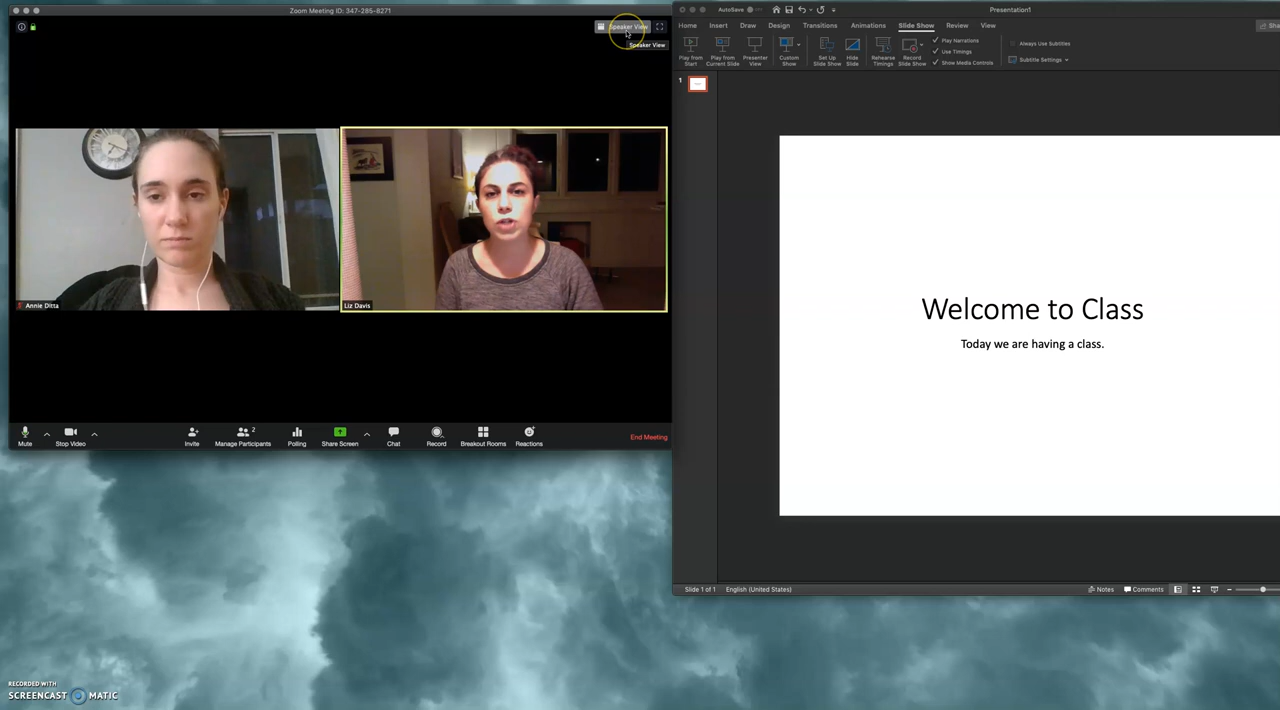 Zoom Meeting ID: 347-285-8271
Speaker View
Speaker View
Annie Ditta
Liz Davis
Mute
Stop Video
Invite
2
Manage Participants
Polling
Share Screen
Chat
Record
Breakout Rooms
Reactions
End Meeting
AutoSave
Presentation1
Home Insert Draw Design Transitions Animations Slide Show Review View
Play from Start
Play from Current Slide
Presenter View
Custom Show
Set Up Slide Show
Hide Slide
Rehearse Timings
Record Slide Show
Play Narrations
Use Timings
Show Media Controls
Always Use Subtitles
Subtitle Settings
1
Welcome to Class
Today we are having a class.
Slide 1 of 1 English (United States) Notes Comments
RECORDED WITH
SCREENCAST MATIC